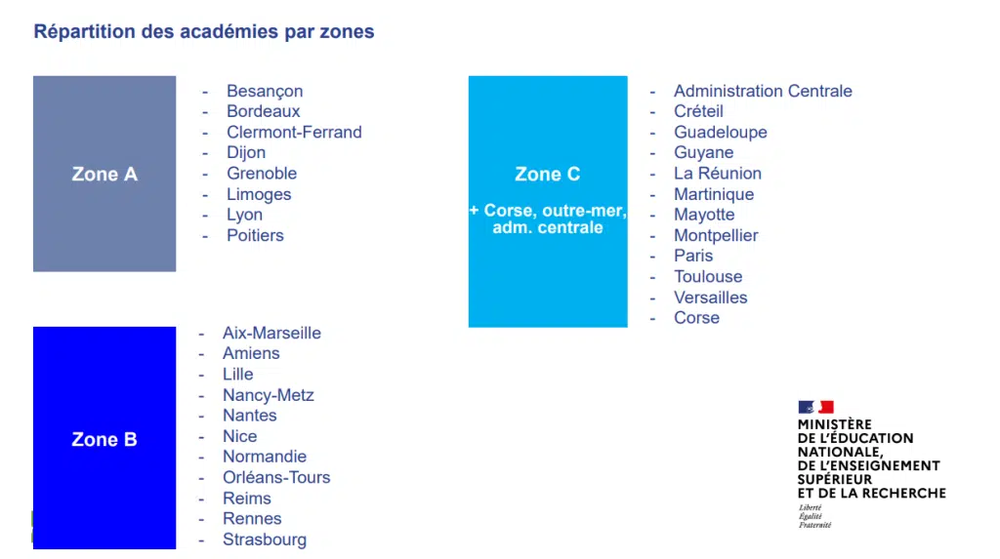 Répartition des académies par zones
Zone A
- Besançon
- Bordeaux
- Clermont-Ferrand
- Dijon
- Grenoble
- Limoges
- Lyon
- Poitiers
Zone B
- Aix-Marseille
- Amiens
- Lille
- Nancy-Metz
- Nantes
- Nice
- Normandie
- Orléans-Tours
- Reims
- Rennes
- Strasbourg
Zone C
+ Corse, outre-mer,
adm. centrale
- Administration Centrale
- Créteil
- Guadeloupe
- Guyane
- La Réunion
- Martinique
- Mayotte
- Montpellier
- Paris
- Toulouse
- Versailles
- Corse
MINISTÈRE
DE L'ÉDUCATION
NATIONALE,
DE L'ENSEIGNEMENT
SUPÉRIEUR
ET DE LA RECHERCHE
Liberté
Égalité
Fraternité